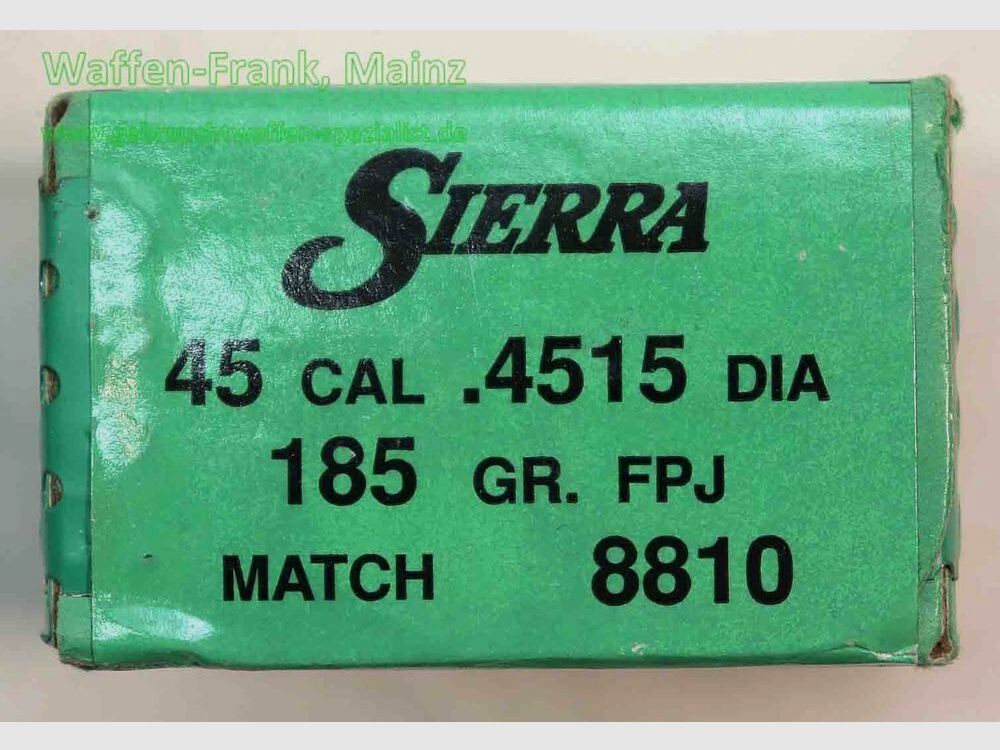 Waffen-Frank, Mainz
www.gebrauchtwaffen-spezialist.de
SIERRA
45 CAL .4515 DIA
185 GR. FPJ
MATCH 8810